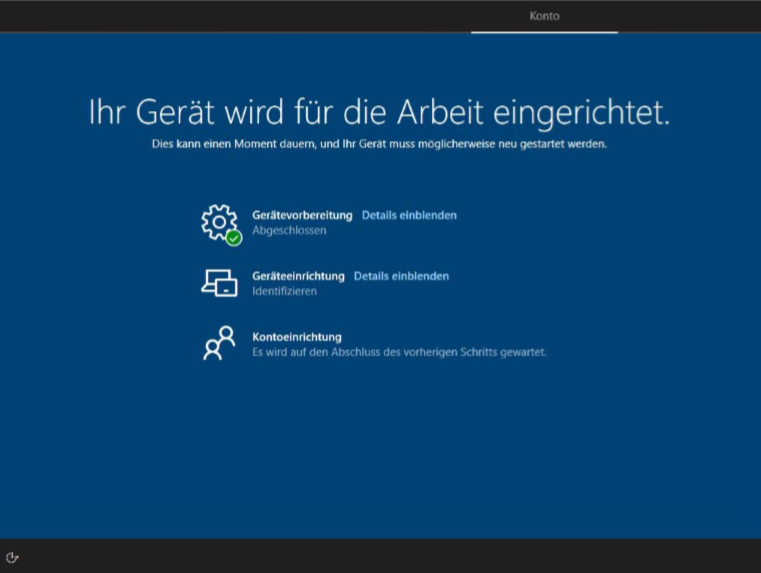 Konto
Ihr Gerät wird für die Arbeit eingerichtet.
Dies kann einen Moment dauern, und Ihr Gerät muss möglicherweise neu gestartet werden.
Gerätevorbereitung Details einblenden
Abgeschlossen
Geräteeinrichtung Details einblenden
Identifizieren
Kontoeinrichtung
Es wird auf den Abschluss des vorherigen Schritts gewartet.